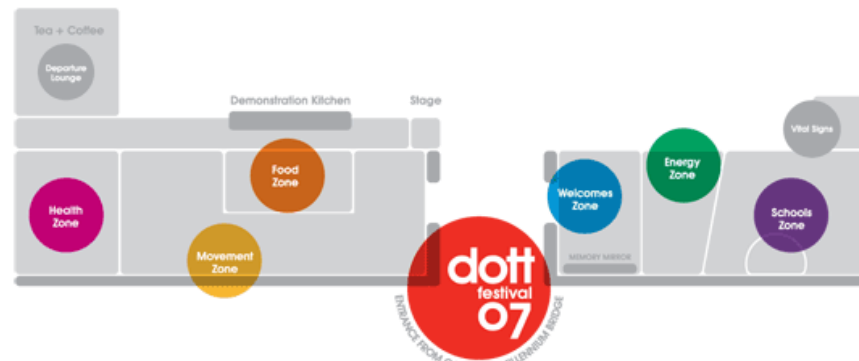 Tea + Coffee
Departure
Lounge
Demonstration Kitchen
Stage
Vital Signs
Food
Zone
Energy
Zone
Welcomes
Zone
Health
Zone
Schools
Zone
Movement
Zone
MEMORY MIRROR
dott
festival
07
ENTRANCE FROM
BRIDGE